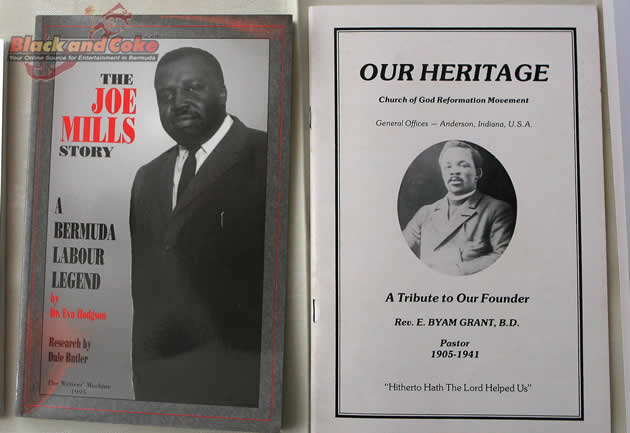 Black and Coke
Your Online Source for Entertainment in Bermuda
THE
JOE
MILLS
STORY
A
BERMUDA
LABOUR
LEGEND
by
Dr. Eva Hodgson
Research by
Dale Butler
The Writers' Machine
1995
OUR HERITAGE
Church of God Reformation Movement
General Offices — Anderson, Indiana, U.S.A.
A Tribute to Our Founder
Rev. E. BYAM GRANT, B.D.
Pastor
1905-1941
"Hitherto Hath The Lord Helped Us"